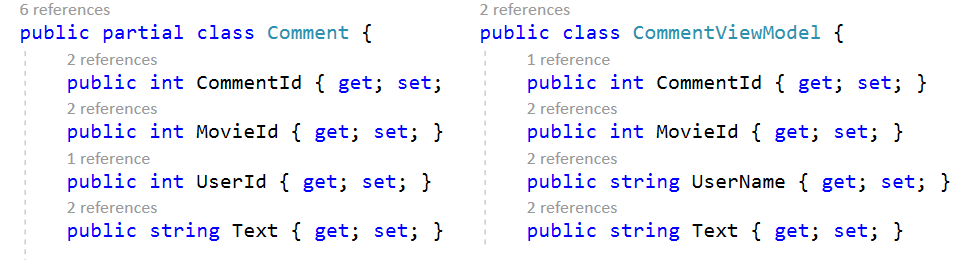 6 references
public partial class Comment {
2 references
public int CommentId { get; set;
2 references
public int MovieId { get; set; }
1 reference
public int UserId { get; set; }
2 references
public string Text { get; set; }
2 references
public class CommentViewModel {
1 reference
public int CommentId { get; set; }
2 references
public int MovieId { get; set; }
2 references
public string UserName { get; set; }
2 references
public string Text { get; set; }